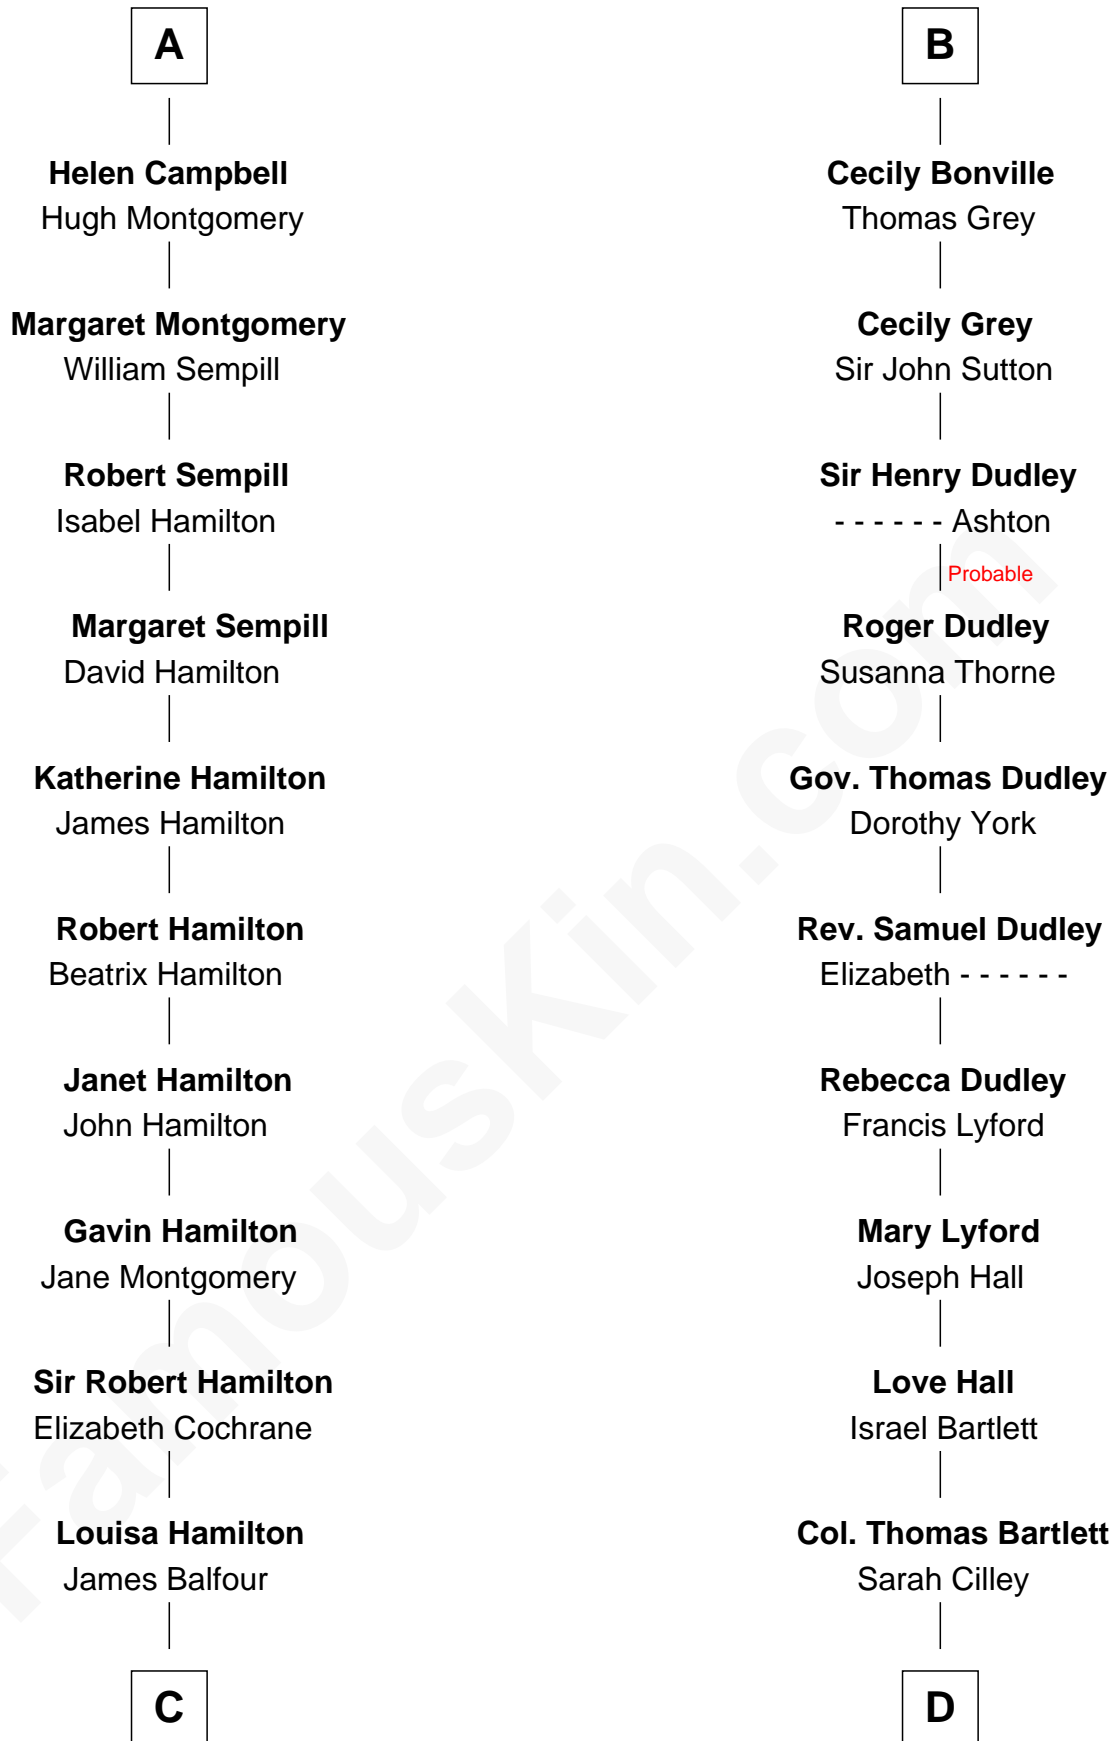 A
Helen Campbell
Hugh Montgomery
Margaret Montgomery
William Sempill
Robert Sempill
Isabel Hamilton
Margaret Sempill
David Hamilton
Katherine Hamilton
James Hamilton
Robert Hamilton
Beatrix Hamilton
Janet Hamilton
John Hamilton
Gavin Hamilton
Jane Montgomery
Sir Robert Hamilton
Elizabeth Cochrane
Louisa Hamilton
James Balfour
C
B
Cecily Bonville
Thomas Grey
Cecily Grey
Sir John Sutton
Sir Henry Dudley
- - - - - - Ashton
Probable
Roger Dudley
Susanna Thorne
Gov. Thomas Dudley
Dorothy York
Rev. Samuel Dudley
Elizabeth - - - - - -
Rebecca Dudley
Francis Lyford
Mary Lyford
Joseph Hall
Love Hall
Israel Bartlett
Col. Thomas Bartlett
Sarah Cilley
D
FamousKin.com